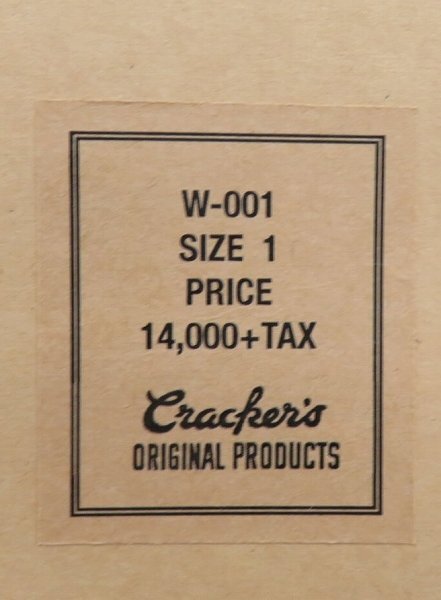 W-001
SIZE 1
PRICE
14,000+TAX
Cracker's
ORIGINAL PRODUCTS